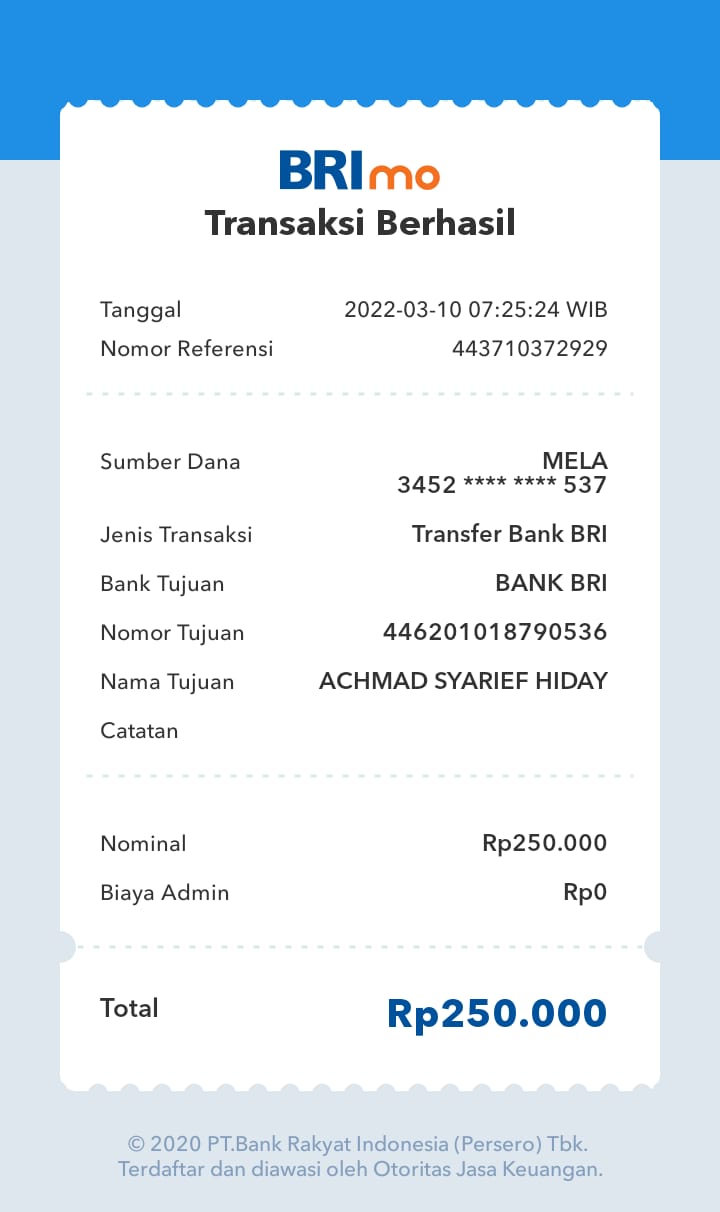 BRImo
Transaksi Berhasil
Tanggal 2022-03-10 07:25:24 WIB
Nomor Referensi 443710372929
Sumber Dana MELA
3452 **** **** 537
Jenis Transaksi Transfer Bank BRI
Bank Tujuan BANK BRI
Nomor Tujuan 446201018790536
Nama Tujuan ACHMAD SYARIEF HIDAY
Catatan
Nominal Rp250.000
Biaya Admin Rp0
Total Rp250.000
© 2020 PT.Bank Rakyat Indonesia (Persero) Tbk.
Terdaftar dan diawasi oleh Otoritas Jasa Keuangan.